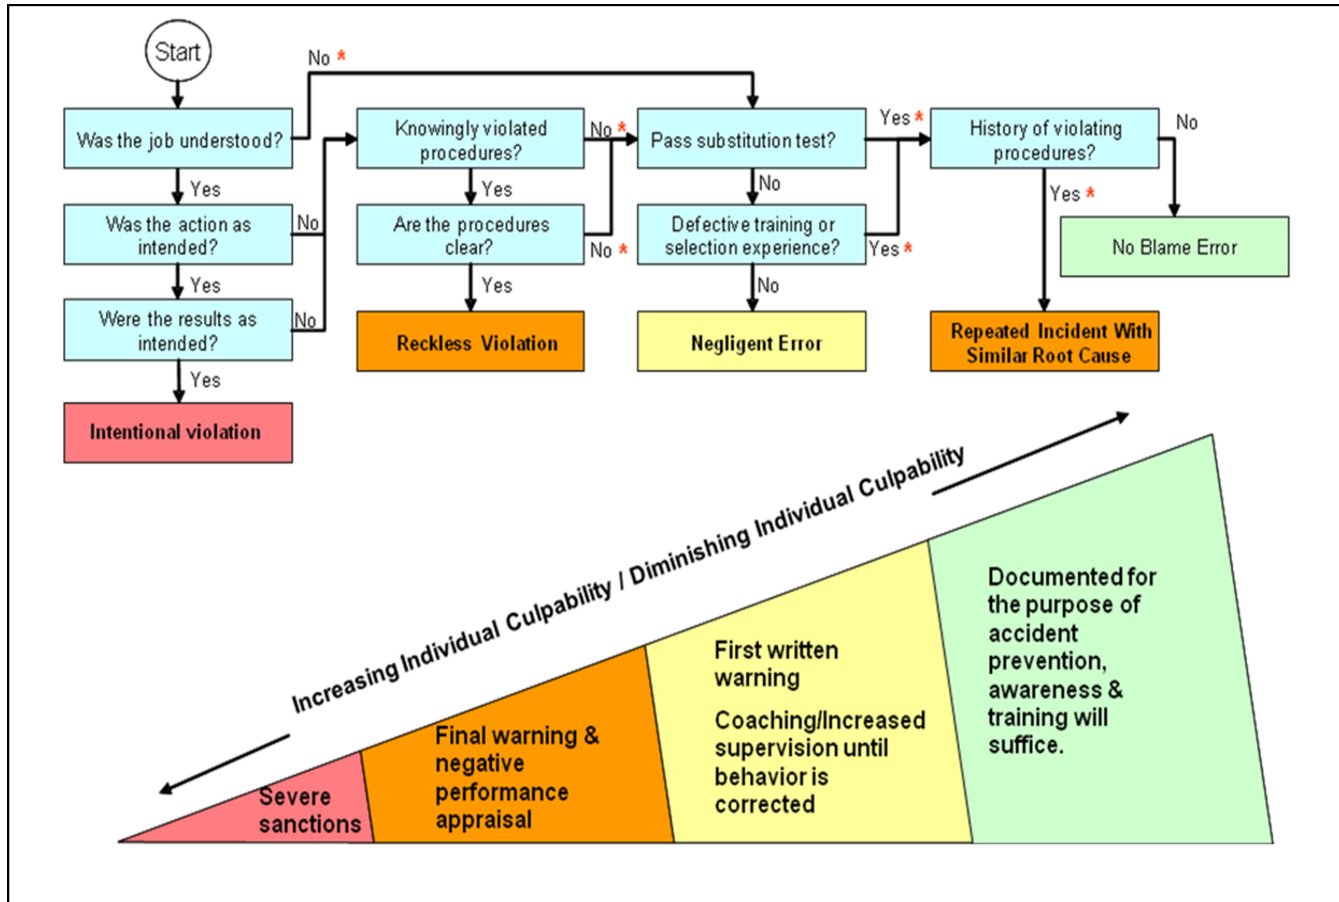 Start
No *
Was the job understood?
Yes
Was the action as
intended?
No
Yes
Were the results as
intended?
No
Yes
Intentional violation
Knowingly violated
procedures?
No *
Yes
Are the procedures
clear?
No *
Yes
Reckless Violation
Pass substitution test?
Yes *
No
Defective training or
selection experience?
Yes *
No
Negligent Error
History of violating
procedures?
No
Yes *
No Blame Error
Repeated Incident With
Similar Root Cause
Increasing Individual Culpability / Diminishing Individual Culpability
Severe
sanctions
Final warning &
negative
performance
appraisal
First written
warning
Coaching/Increased
supervision until
behavior is
corrected
Documented for
the purpose of
accident
prevention,
awareness &
training will
suffice.